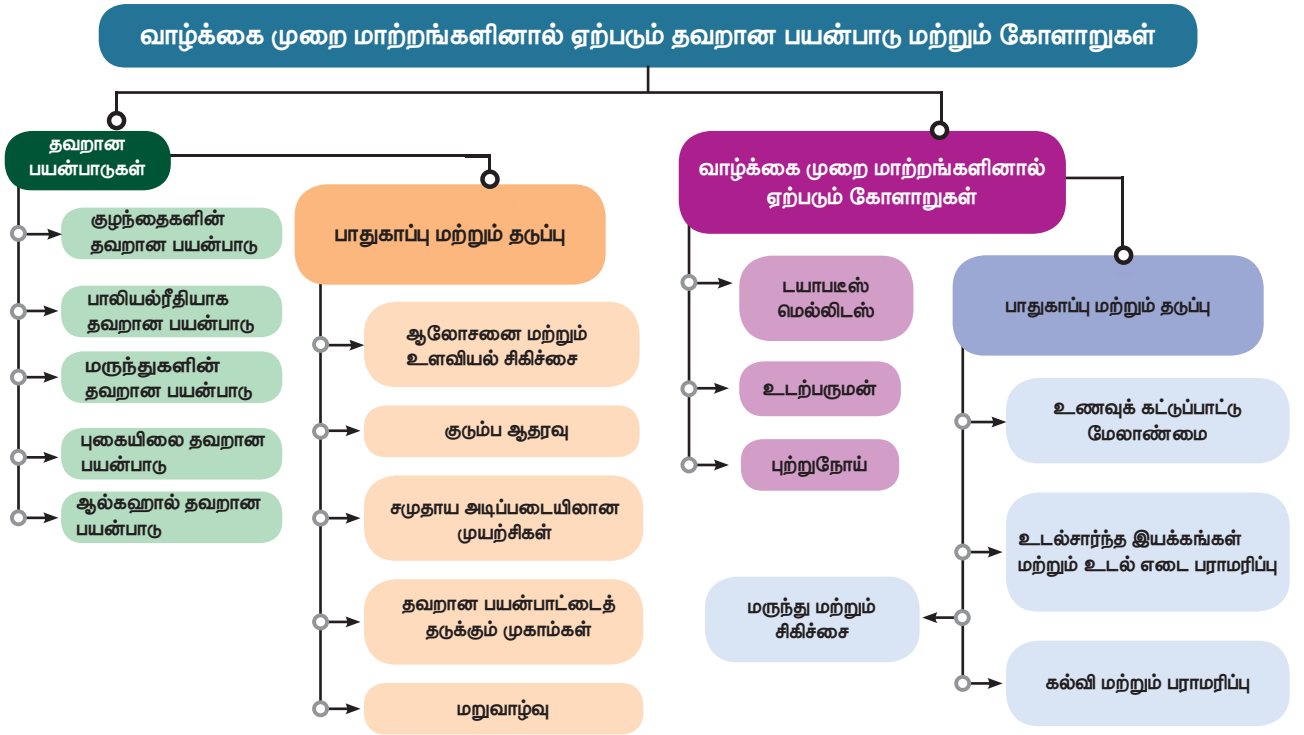 வாழ்க்கை முறை மாற்றங்களினால் ஏற்படும் தவறான பயன்பாடு மற்றும் கோளாறுகள்
தவறான
பயன்பாடுகள்
குழந்தைகளின்
தவறான பயன்பாடு
பாலியல்ரீதியாக
தவறான பயன்பாடு
மருந்துகளின்
தவறான பயன்பாடு
புகையிலை தவறான
பயன்பாடு
ஆல்கஹால் தவறான
பயன்பாடு
பாதுகாப்பு மற்றும் தடுப்பு
ஆலோசனை மற்றும்
உளவியல் சிகிச்சை
குடும்ப ஆதரவு
சமுதாய அடிப்படையிலான
முயற்சிகள்
தவறான பயன்பாட்டைத்
தடுக்கும் முகாம்கள்
மறுவாழ்வு
வாழ்க்கை முறை மாற்றங்களினால்
ஏற்படும் கோளாறுகள்
டயாபடீஸ்
மெல்லிடஸ்
உடற்பருமன்
புற்றுநோய்
பாதுகாப்பு மற்றும் தடுப்பு
உணவுக் கட்டுப்பாட்டு
மேலாண்மை
உடல்சார்ந்த இயக்கங்கள்
மற்றும் உடல் எடை பராமரிப்பு
மருந்து மற்றும்
சிகிச்சை
கல்வி மற்றும் பராமரிப்பு